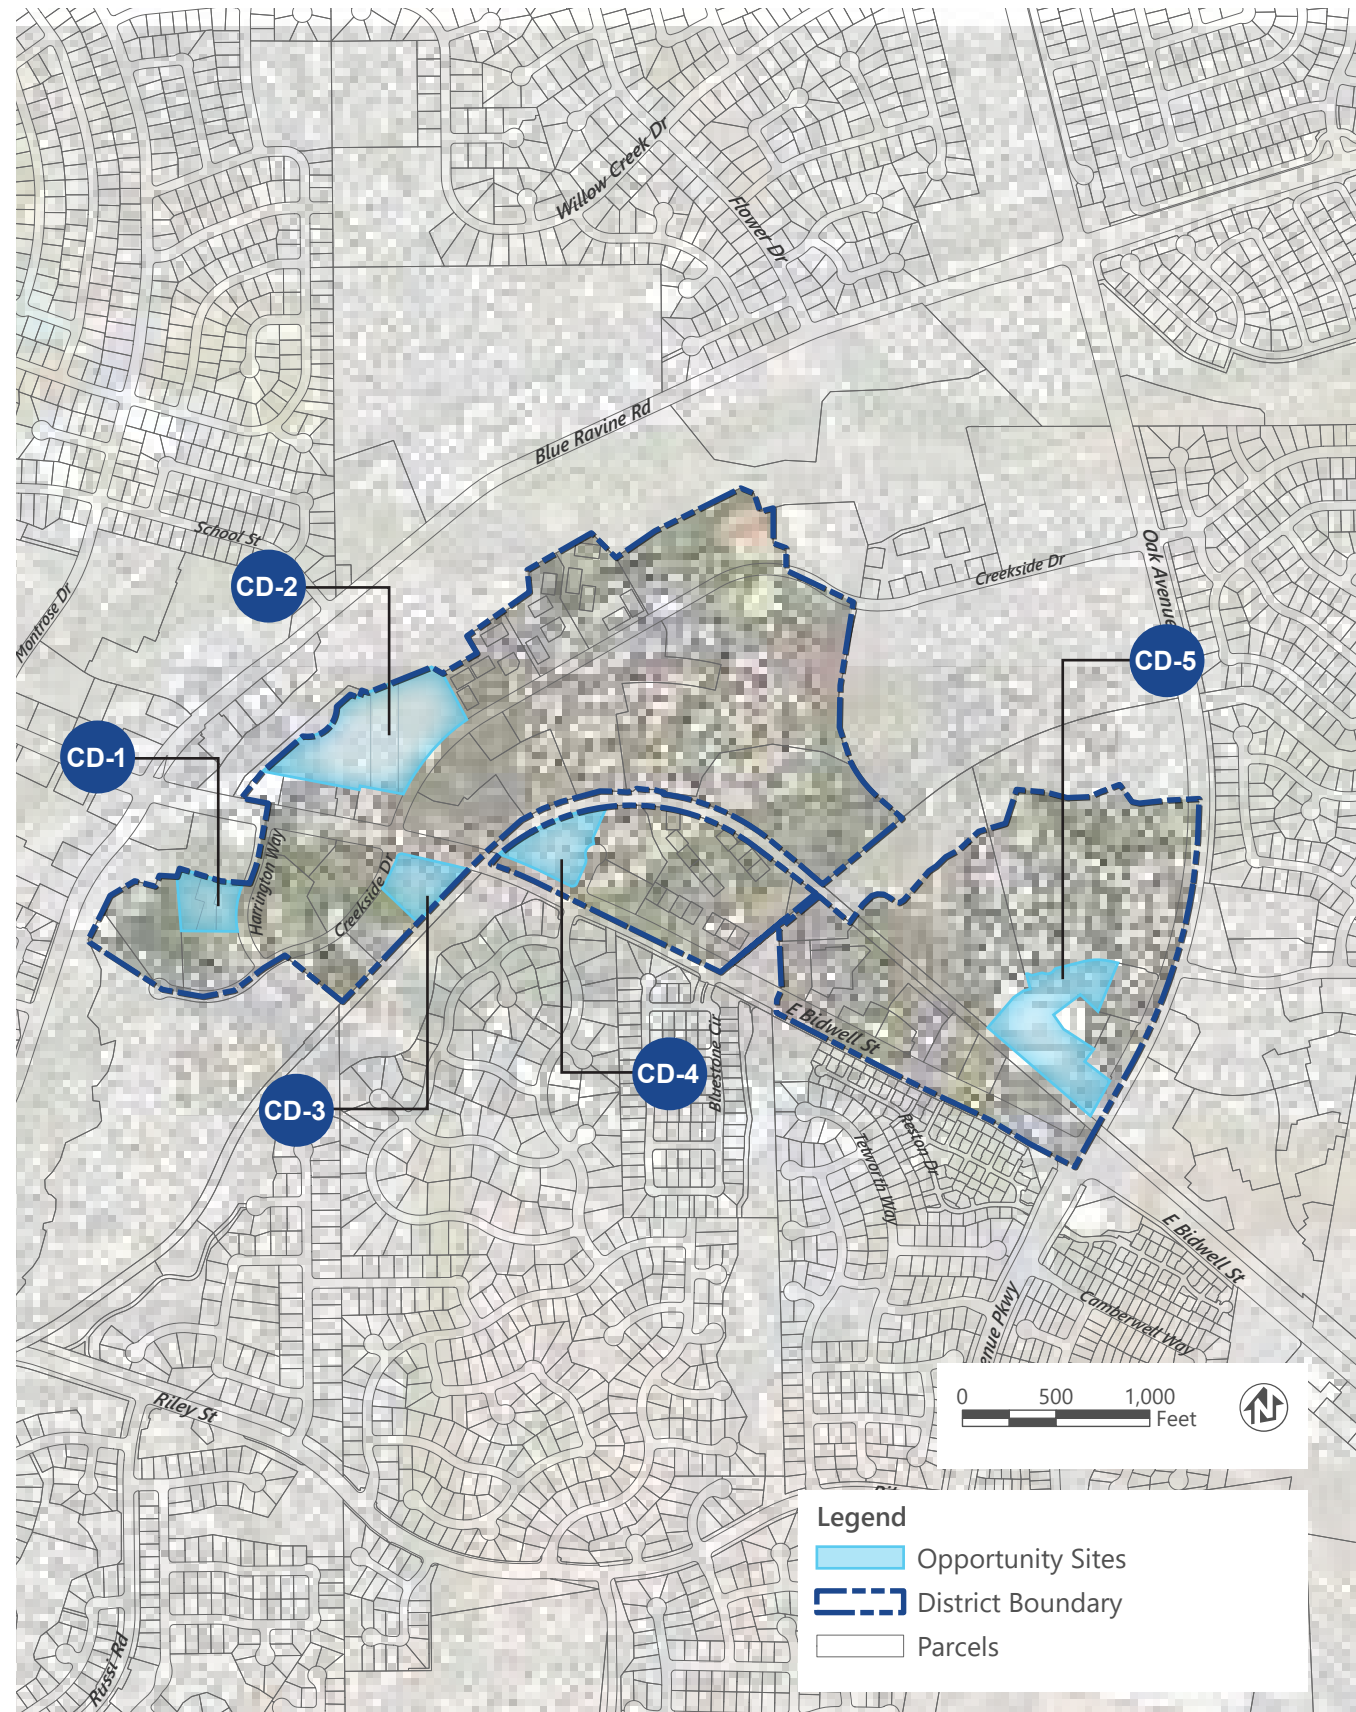 Willow Creek Dr
Flower Dr
Blue Ravine Rd
School St
Oak Avenue
Creekside Dr
CD-2
Montrose Dr
CD-5
CD-1
Harrington Way
Creekside Dr
E Bidwell St
Bluestone Cir
CD-4
CD-3
Reston Dr
Tetworth Way
E Bidwell St
enue Pkwy
Camberwell Way
0 500 1,000
Feet
N
Riley St
Legend
Opportunity Sites
District Boundary
Parcels
Russi Rd